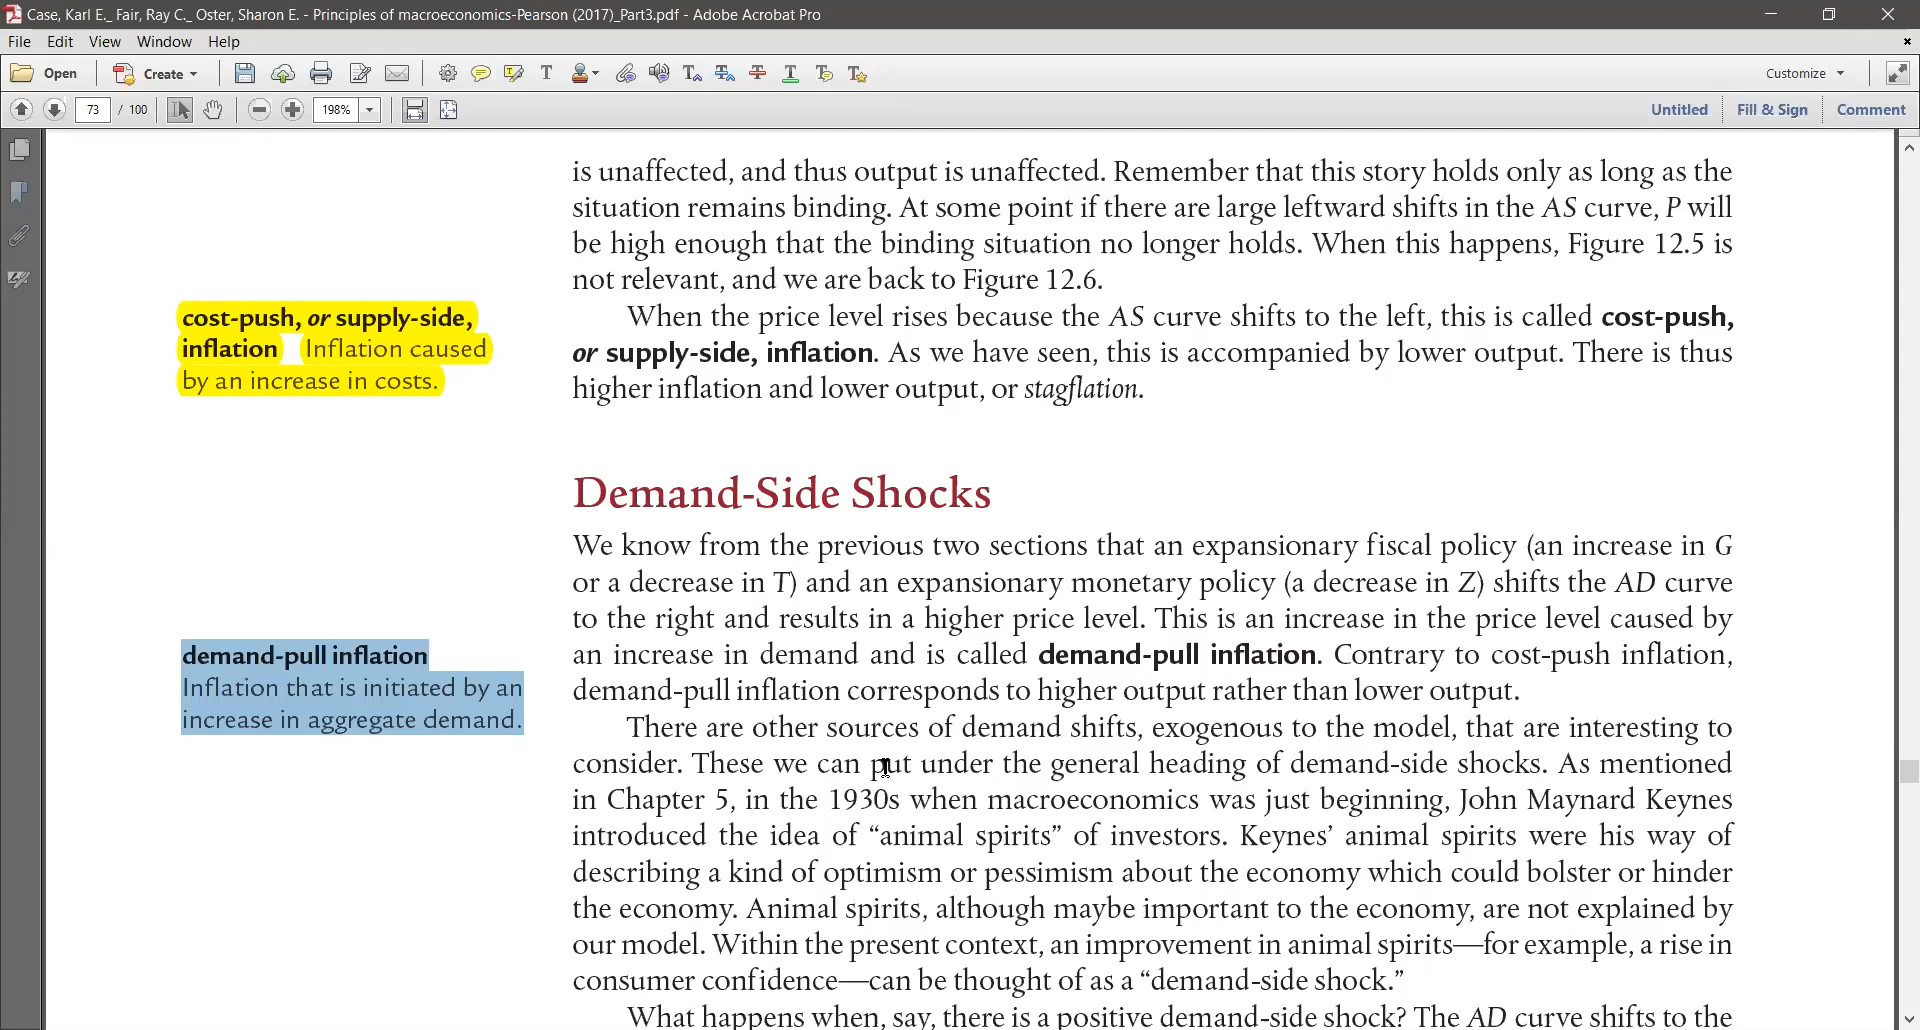 Case, Karl E._ Fair, Ray C._ Oster, Sharon E. - Principles of macroeconomics-Pearson (2017)_Part3.pdf - Adobe Acrobat Pro
File Edit View Window Help
Open Create Customize
73 / 100 198% Untitled Fill & Sign Comment
is unaffected, and thus output is unaffected. Remember that this story holds only as long as the
situation remains binding. At some point if there are large leftward shifts in the AS curve, P will
be high enough that the binding situation no longer holds. When this happens, Figure 12.5 is
not relevant, and we are back to Figure 12.6.
cost-push, or supply-side,
inflation Inflation caused
by an increase in costs.
When the price level rises because the AS curve shifts to the left, this is called cost-push,
or supply-side, inflation. As we have seen, this is accompanied by lower output. There is thus
higher inflation and lower output, or stagflation.
Demand-Side Shocks
We know from the previous two sections that an expansionary fiscal policy (an increase in G
or a decrease in T) and an expansionary monetary policy (a decrease in Z) shifts the AD curve
to the right and results in a higher price level. This is an increase in the price level caused by
an increase in demand and is called demand-pull inflation. Contrary to cost-push inflation,
demand-pull inflation corresponds to higher output rather than lower output.
demand-pull inflation
Inflation that is initiated by an
increase in aggregate demand.
There are other sources of demand shifts, exogenous to the model, that are interesting to
consider. These we can put under the general heading of demand-side shocks. As mentioned
in Chapter 5, in the 1930s when macroeconomics was just beginning, John Maynard Keynes
introduced the idea of “animal spirits” of investors. Keynes’ animal spirits were his way of
describing a kind of optimism or pessimism about the economy which could bolster or hinder
the economy. Animal spirits, although maybe important to the economy, are not explained by
our model. Within the present context, an improvement in animal spirits—for example, a rise in
consumer confidence—can be thought of as a “demand-side shock.”
What happens when, say, there is a positive demand-side shock? The AD curve shifts to the